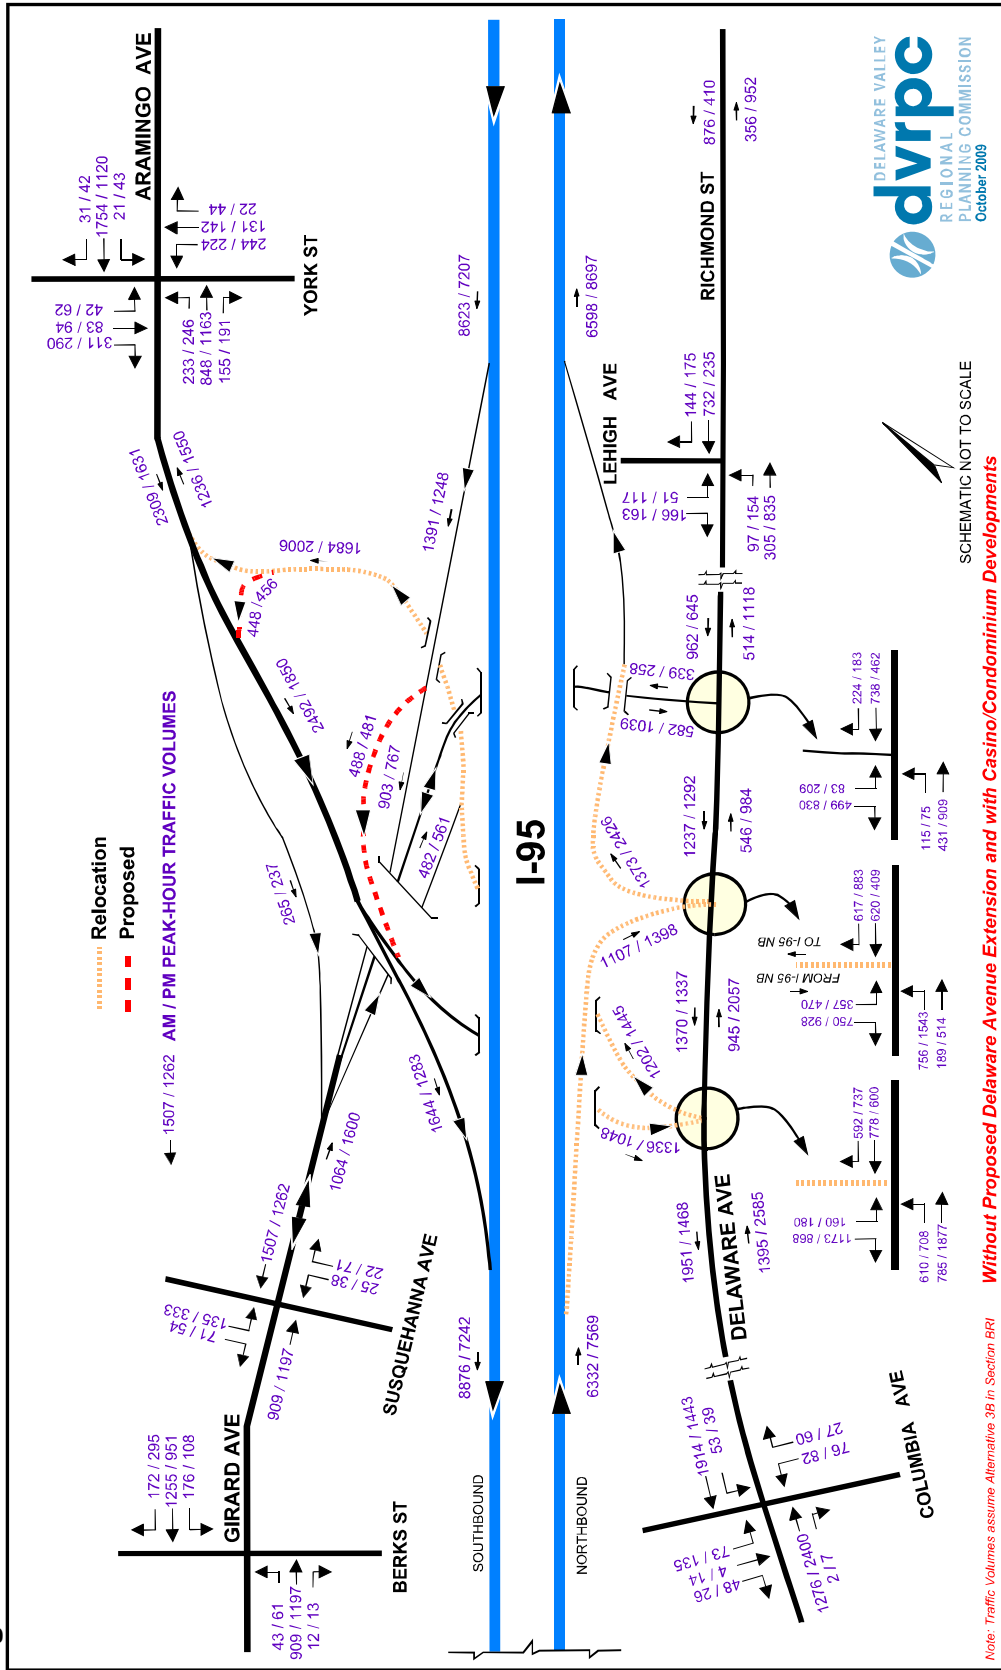 ARAMINGO AVE
31 / 42
1754 / 1120
21 / 43
22 / 44
131 / 142
244 / 224
YORK ST
42 / 62
83 / 94
311 / 290
233 / 246
848 / 1163
155 / 191
2309 / 1631
1236 / 1550
1684 / 2006
448 / 456
2492 / 1850
8623 / 7207
6598 / 8697
1391 / 1248
488 / 481
903 / 767
482 / 561
265 / 237
Relocation
Proposed
1507 / 1262 AM / PM PEAK-HOUR TRAFFIC VOLUMES
1644 / 1283
1064 / 1600
1507 / 1262
22 / 71
25 / 38
SUSQUEHANNA AVE
135 / 333
71 / 54
909 / 1197
GIRARD AVE
172 / 295
1255 / 951
176 / 108
BERKS ST
43 / 61
909 / 1197
12 / 13
I-95
8876 / 7242
6332 / 7569
SOUTHBOUND
NORTHBOUND
876 / 410
356 / 952
RICHMOND ST
LEHIGH AVE
144 / 175
732 / 235
51 / 117
166 / 163
97 / 154
305 / 835
962 / 645
514 / 1118
339 / 258
582 / 1039
1237 / 1292
546 / 984
1373 / 2426
1107 / 1398
1370 / 1337
945 / 2057
1202 / 1445
1336 / 1048
1951 / 1468
1395 / 2585
DELAWARE AVE
224 / 183
738 / 462
83 / 209
499 / 830
115 / 75
431 / 909
617 / 883
620 / 409
TO I-95 NB
FROM I-95 NB
357 / 470
750 / 928
756 / 1543
189 / 514
592 / 737
778 / 600
160 / 180
1173 / 868
610 / 708
785 / 1877
1914 / 1443
53 / 39
27 / 60
76 / 82
COLUMBIA AVE
73 / 135
4 / 14
48 / 26
1276 / 2400
2 / 7
DELAWARE VALLEY
dvrpc
REGIONAL
PLANNING COMMISSION
October 2009
SCHEMATIC NOT TO SCALE
Without Proposed Delaware Avenue Extension and with Casino/Condominium Developments
Note: Traffic Volumes assume Alternative 3B in Section BRI